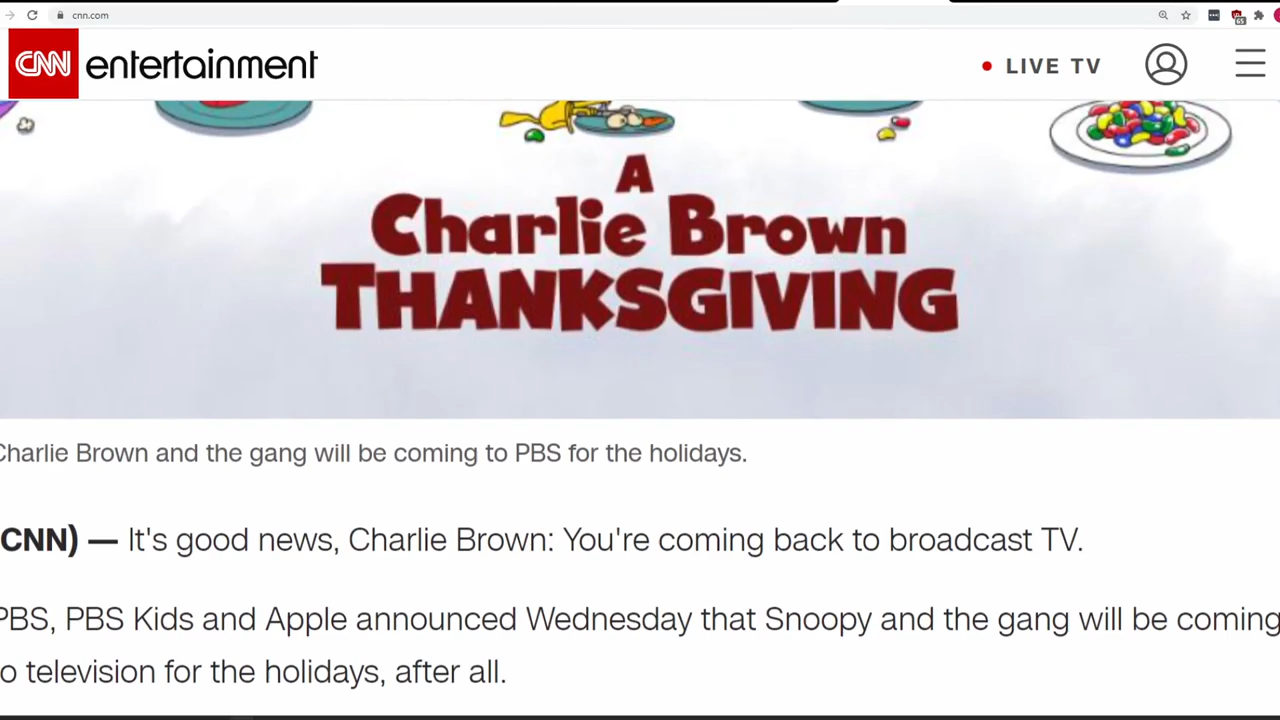 cnn.com
65
CNN entertainment
LIVE TV
A
Charlie Brown
THANKSGIVING
Charlie Brown and the gang will be coming to PBS for the holidays.
CNN) — It's good news, Charlie Brown: You're coming back to broadcast TV.
PBS, PBS Kids and Apple announced Wednesday that Snoopy and the gang will be coming
o television for the holidays, after all.